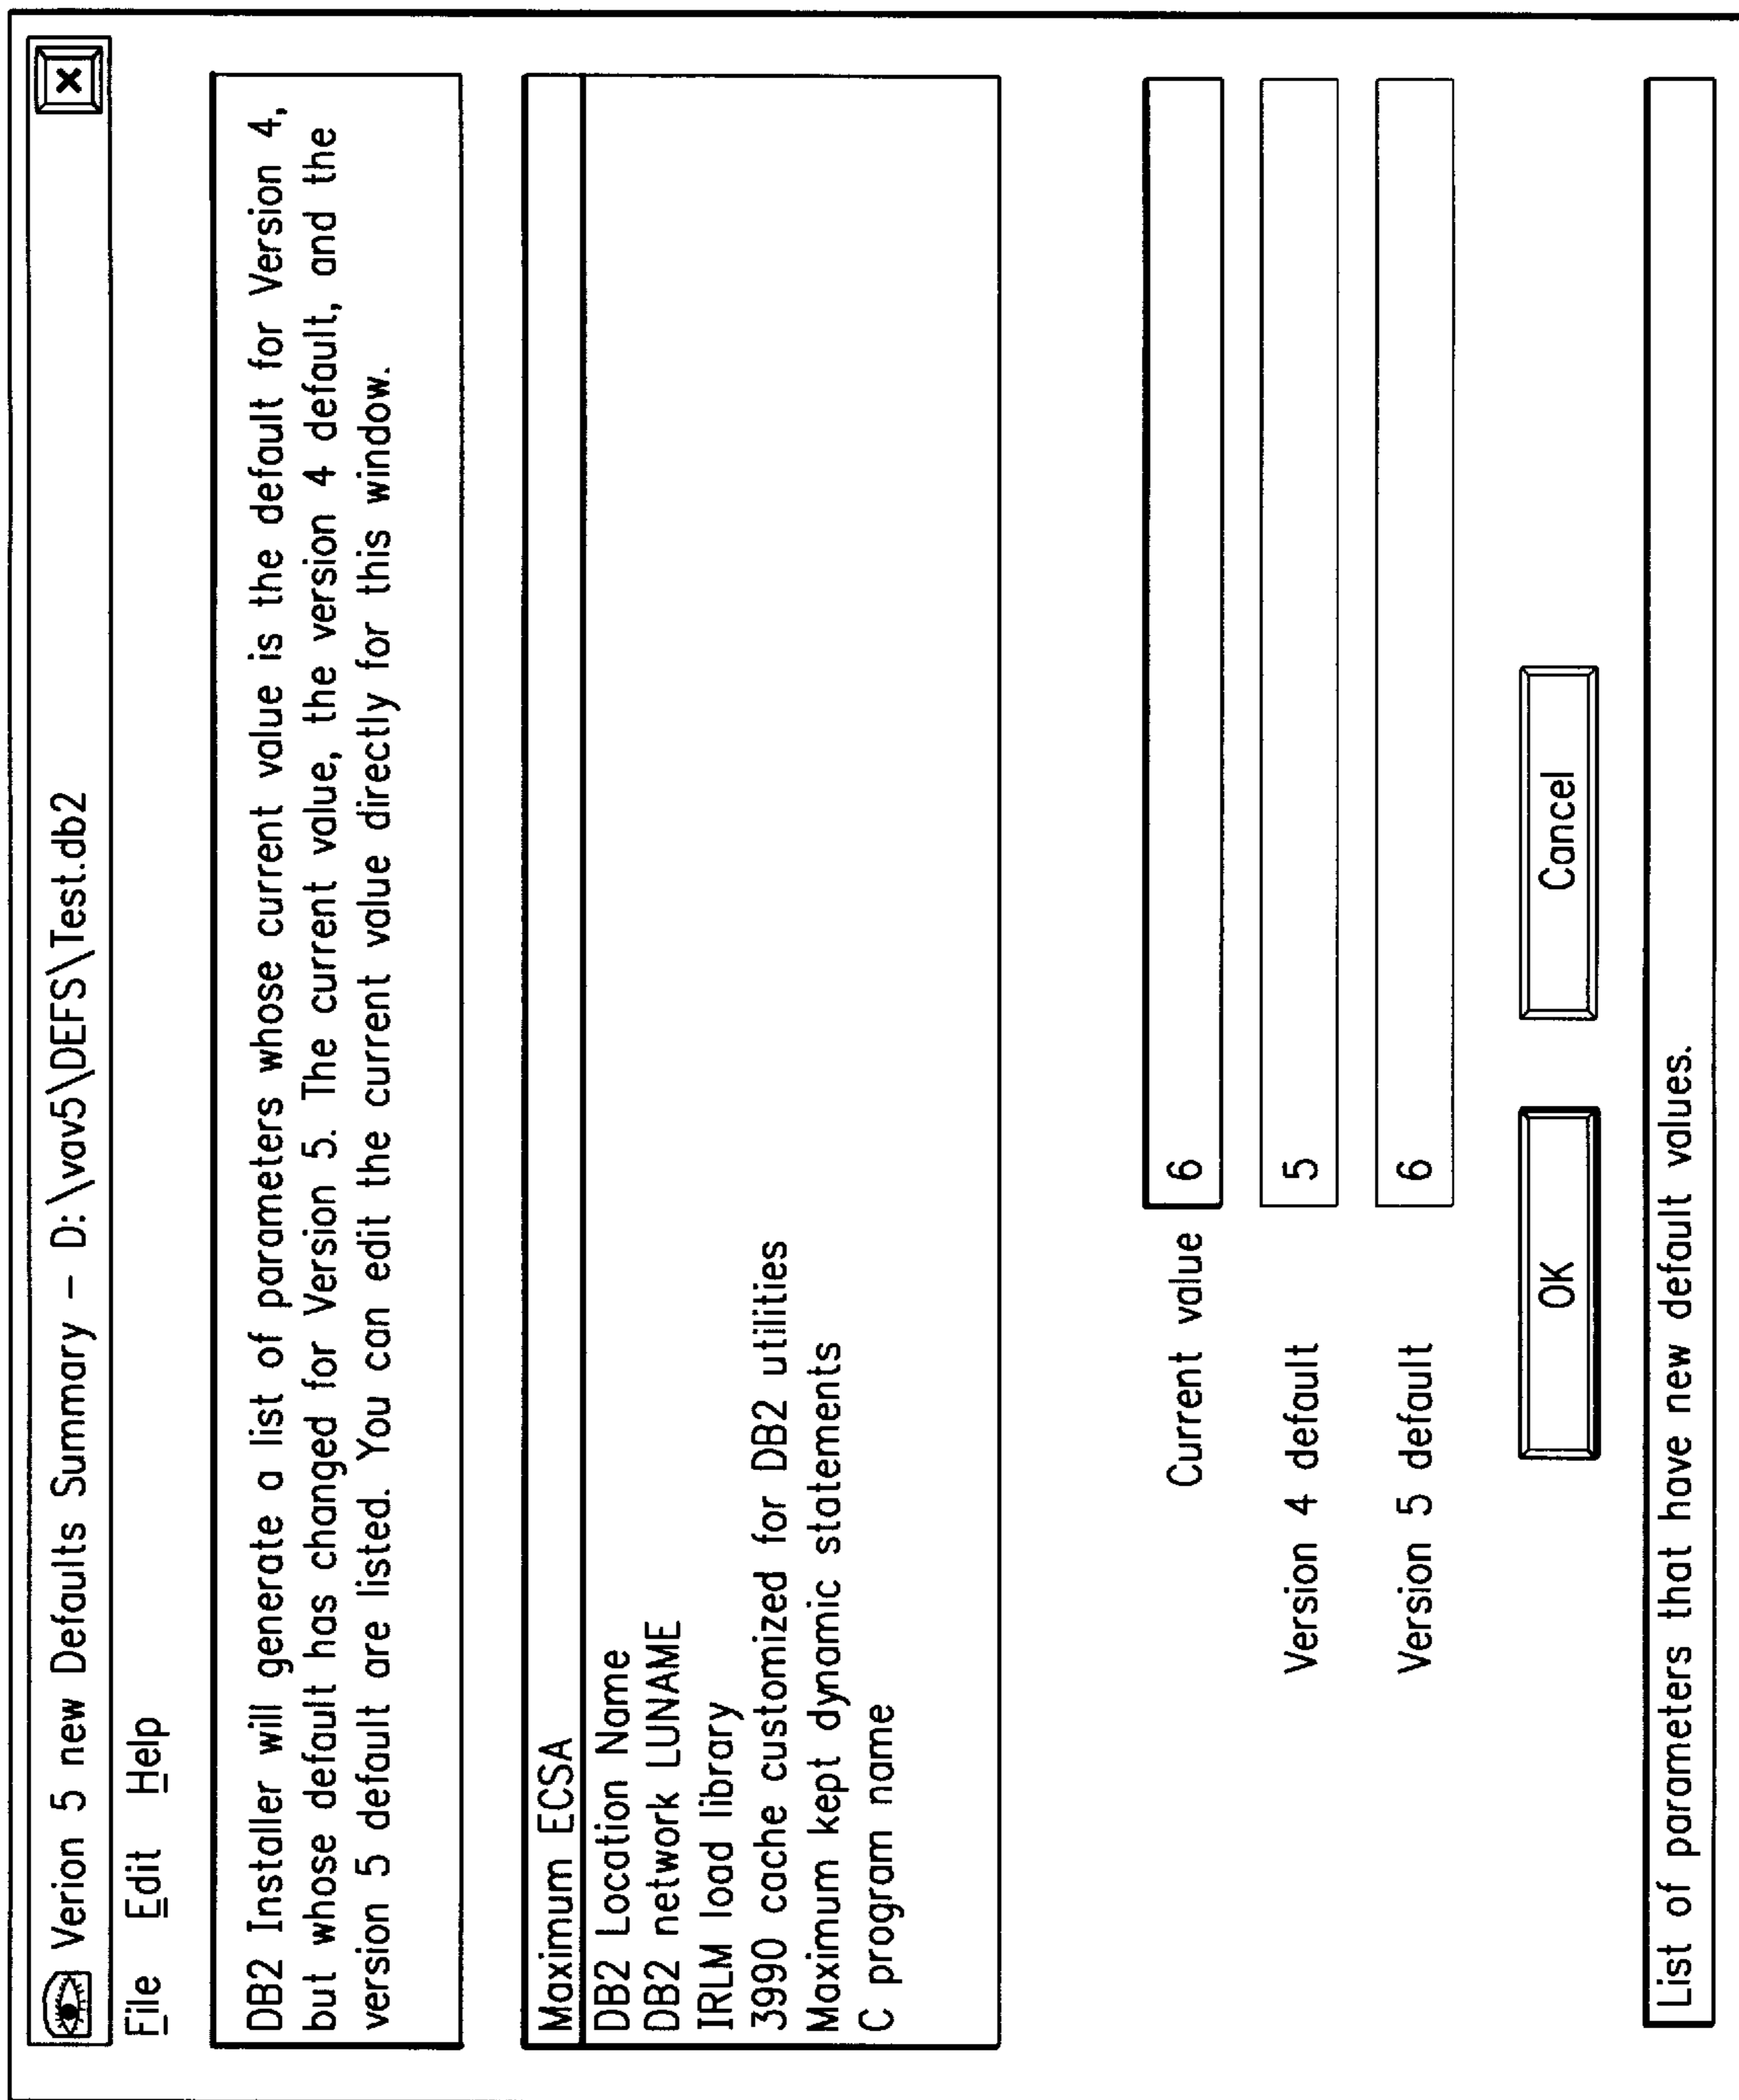 Verion 5 new Defaults Summary – D:\vav5\DEFS\Test.db2
×
File Edit Help
DB2 Installer will generate a list of parameters whose current value is the default for Version 4,
but whose default has changed for Version 5. The current value, the version 4 default, and the
version 5 default are listed. You can edit the current value directly for this window.
Maximum ECSA
DB2 Location Name
DB2 network LUNAME
IRLM load library
3990 cache customized for DB2 utilities
Maximum kept dynamic statements
C program name
Current value 6
Version 4 default 5
Version 5 default 6
OK Cancel
List of parameters that have new default values.